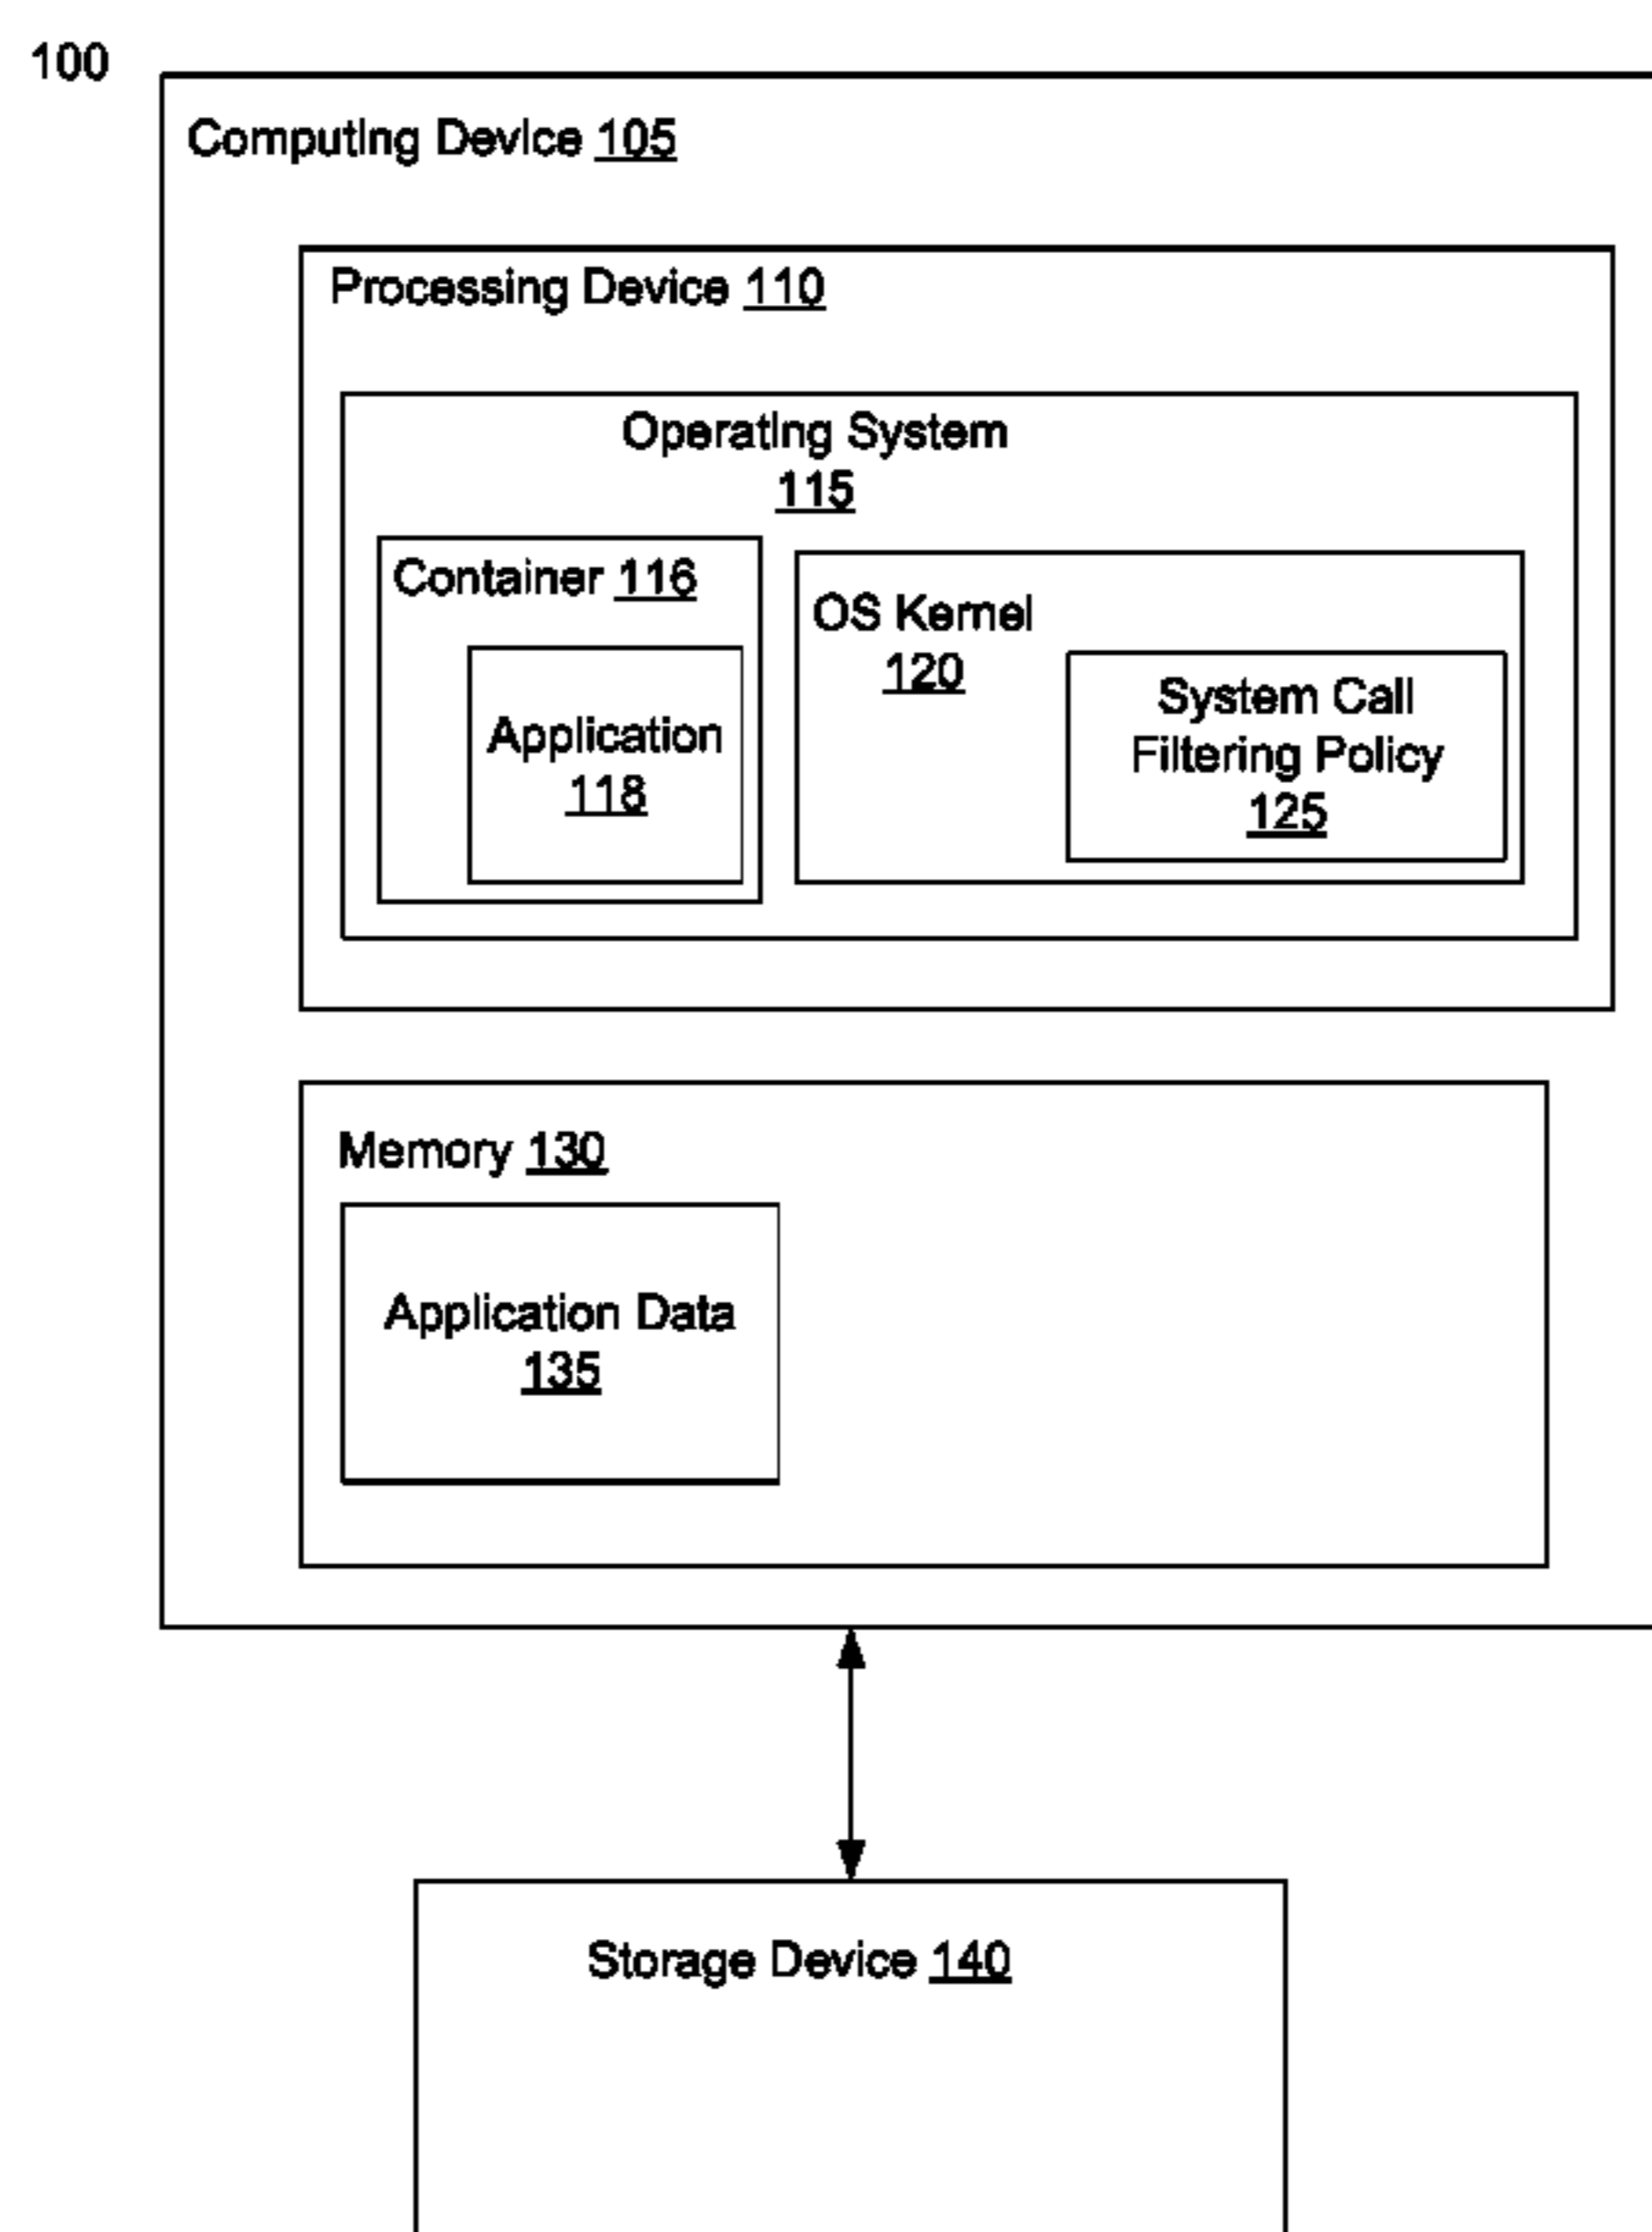 100
Computing Device 105
Processing Device 110
Operating System
115
Container 116
Application
118
OS Kernel
120
System Call
Filtering Policy
125
Memory 130
Application Data
135
Storage Device 140